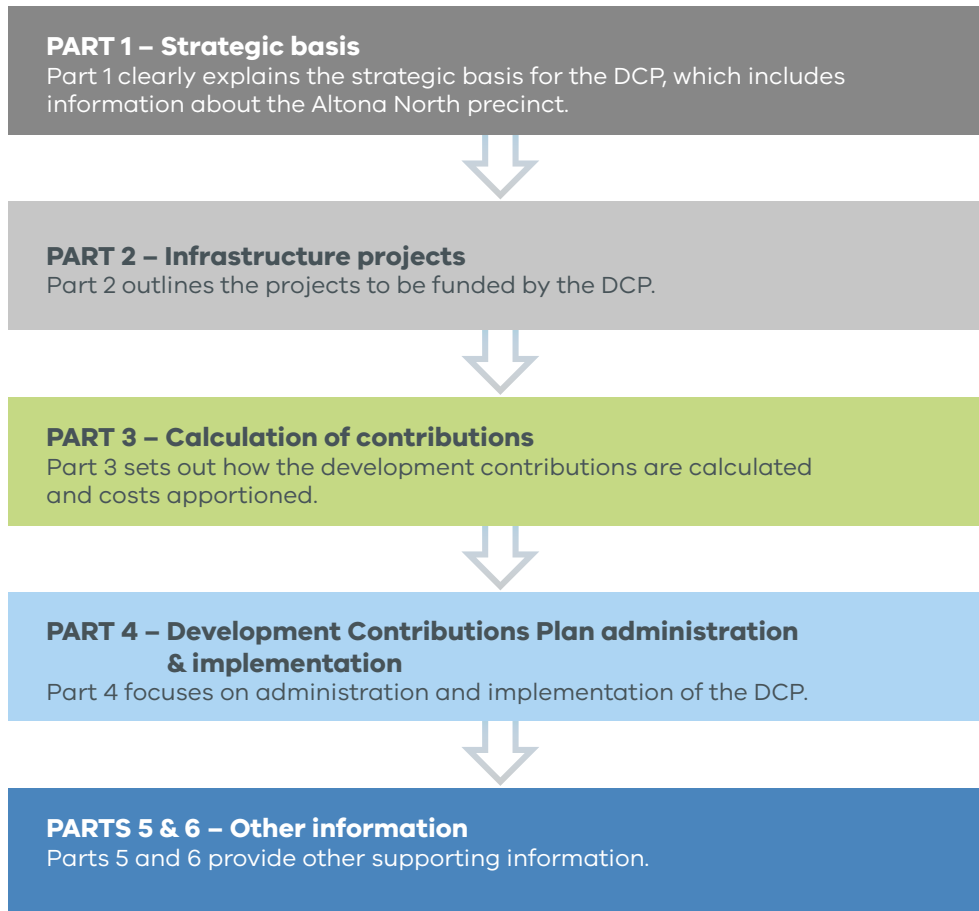 PART 1 – Strategic basis
Part 1 clearly explains the strategic basis for the DCP, which includes
information about the Altona North precinct.
PART 2 – Infrastructure projects
Part 2 outlines the projects to be funded by the DCP.
PART 3 – Calculation of contributions
Part 3 sets out how the development contributions are calculated
and costs apportioned.
PART 4 – Development Contributions Plan administration
& implementation
Part 4 focuses on administration and implementation of the DCP.
PARTS 5 & 6 – Other information
Parts 5 and 6 provide other supporting information.